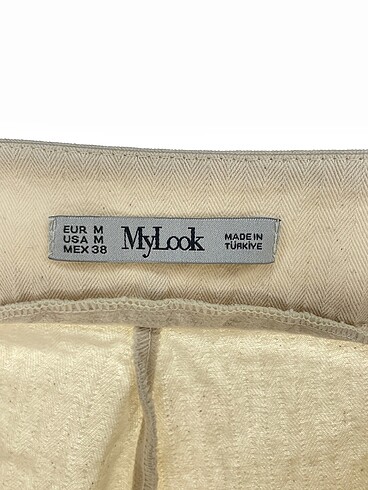 EUR M
USA M
MEX 38
MyLook
MADE IN
TÜRKİYE